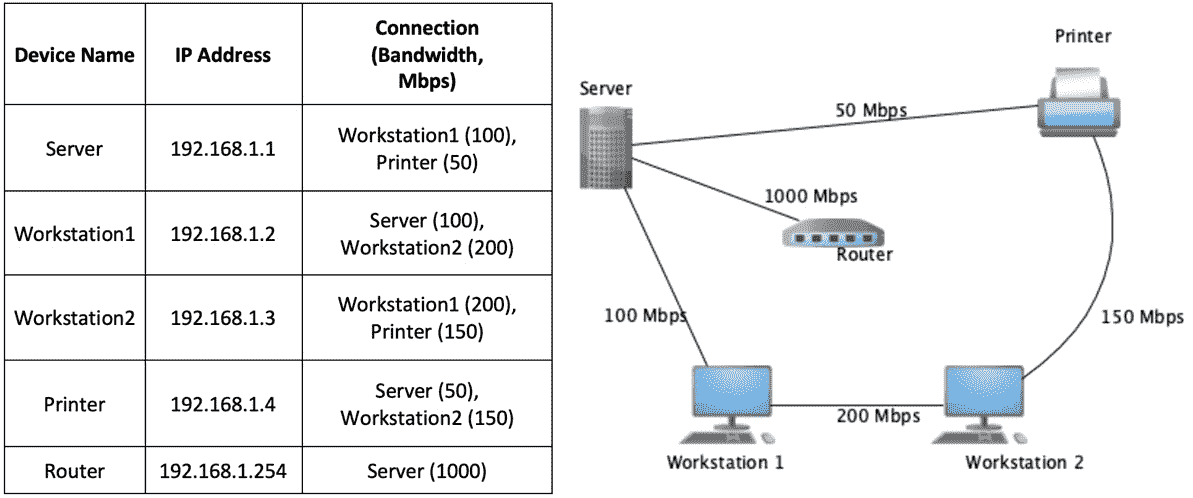 Device Name
IP Address
Connection
(Bandwidth,
Mbps)
Server
192.168.1.1
Workstation1 (100),
Printer (50)
Workstation1
192.168.1.2
Server (100),
Workstation2 (200)
Workstation2
192.168.1.3
Workstation1 (200),
Printer (150)
Printer
192.168.1.4
Server (50),
Workstation2 (150)
Router
192.168.1.254
Server (1000)
Printer
Server
50 Mbps
1000 Mbps
Router
100 Mbps
150 Mbps
200 Mbps
Workstation 1
Workstation 2